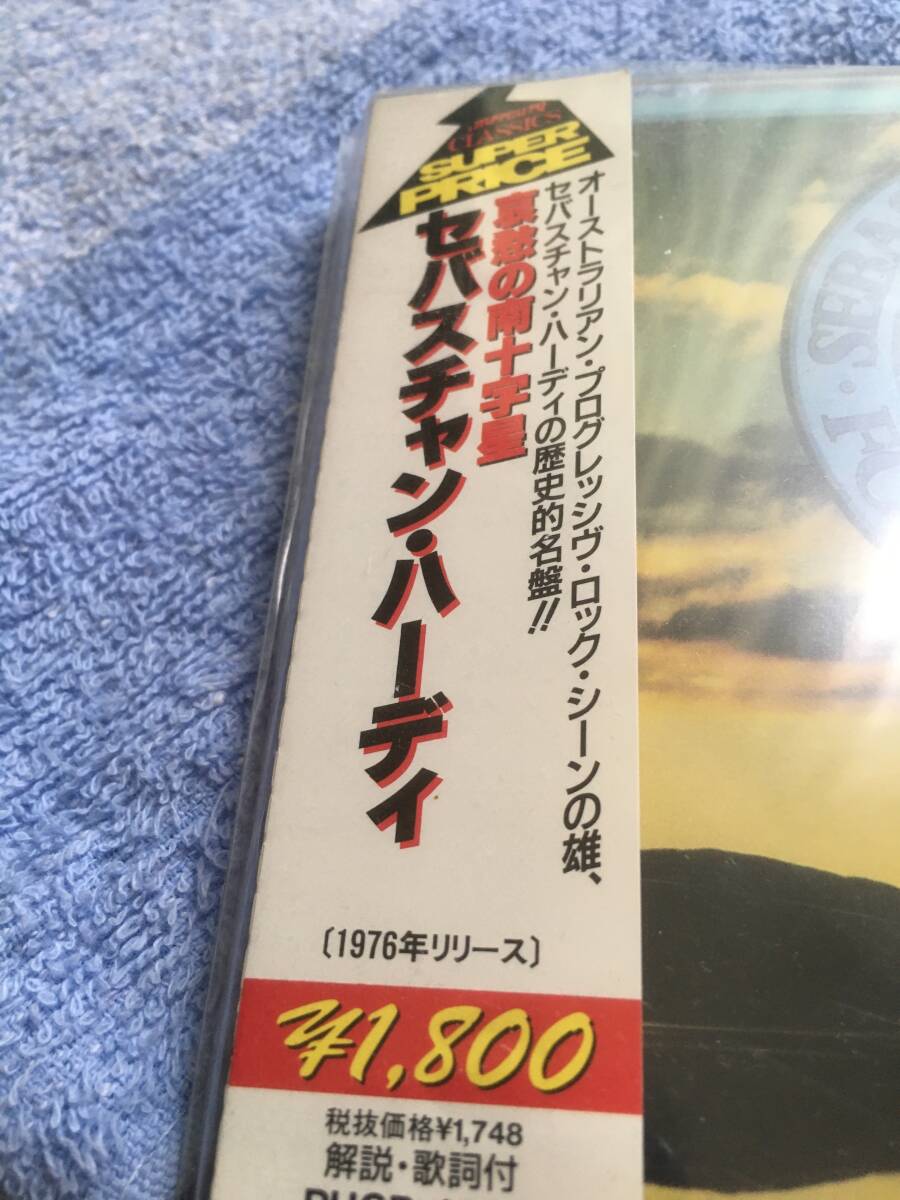 CLASSICS
SUPER
PRICE
オーストラリアン・プログレッシヴ・ロック・シーンの雄、
セバスチャン・ハーディの歴史的名盤!!
哀愁の南十字星
セバスチャン・ハーディ
〔1976年リリース〕
¥1,800
税抜価格¥1,748
解説・歌詞付